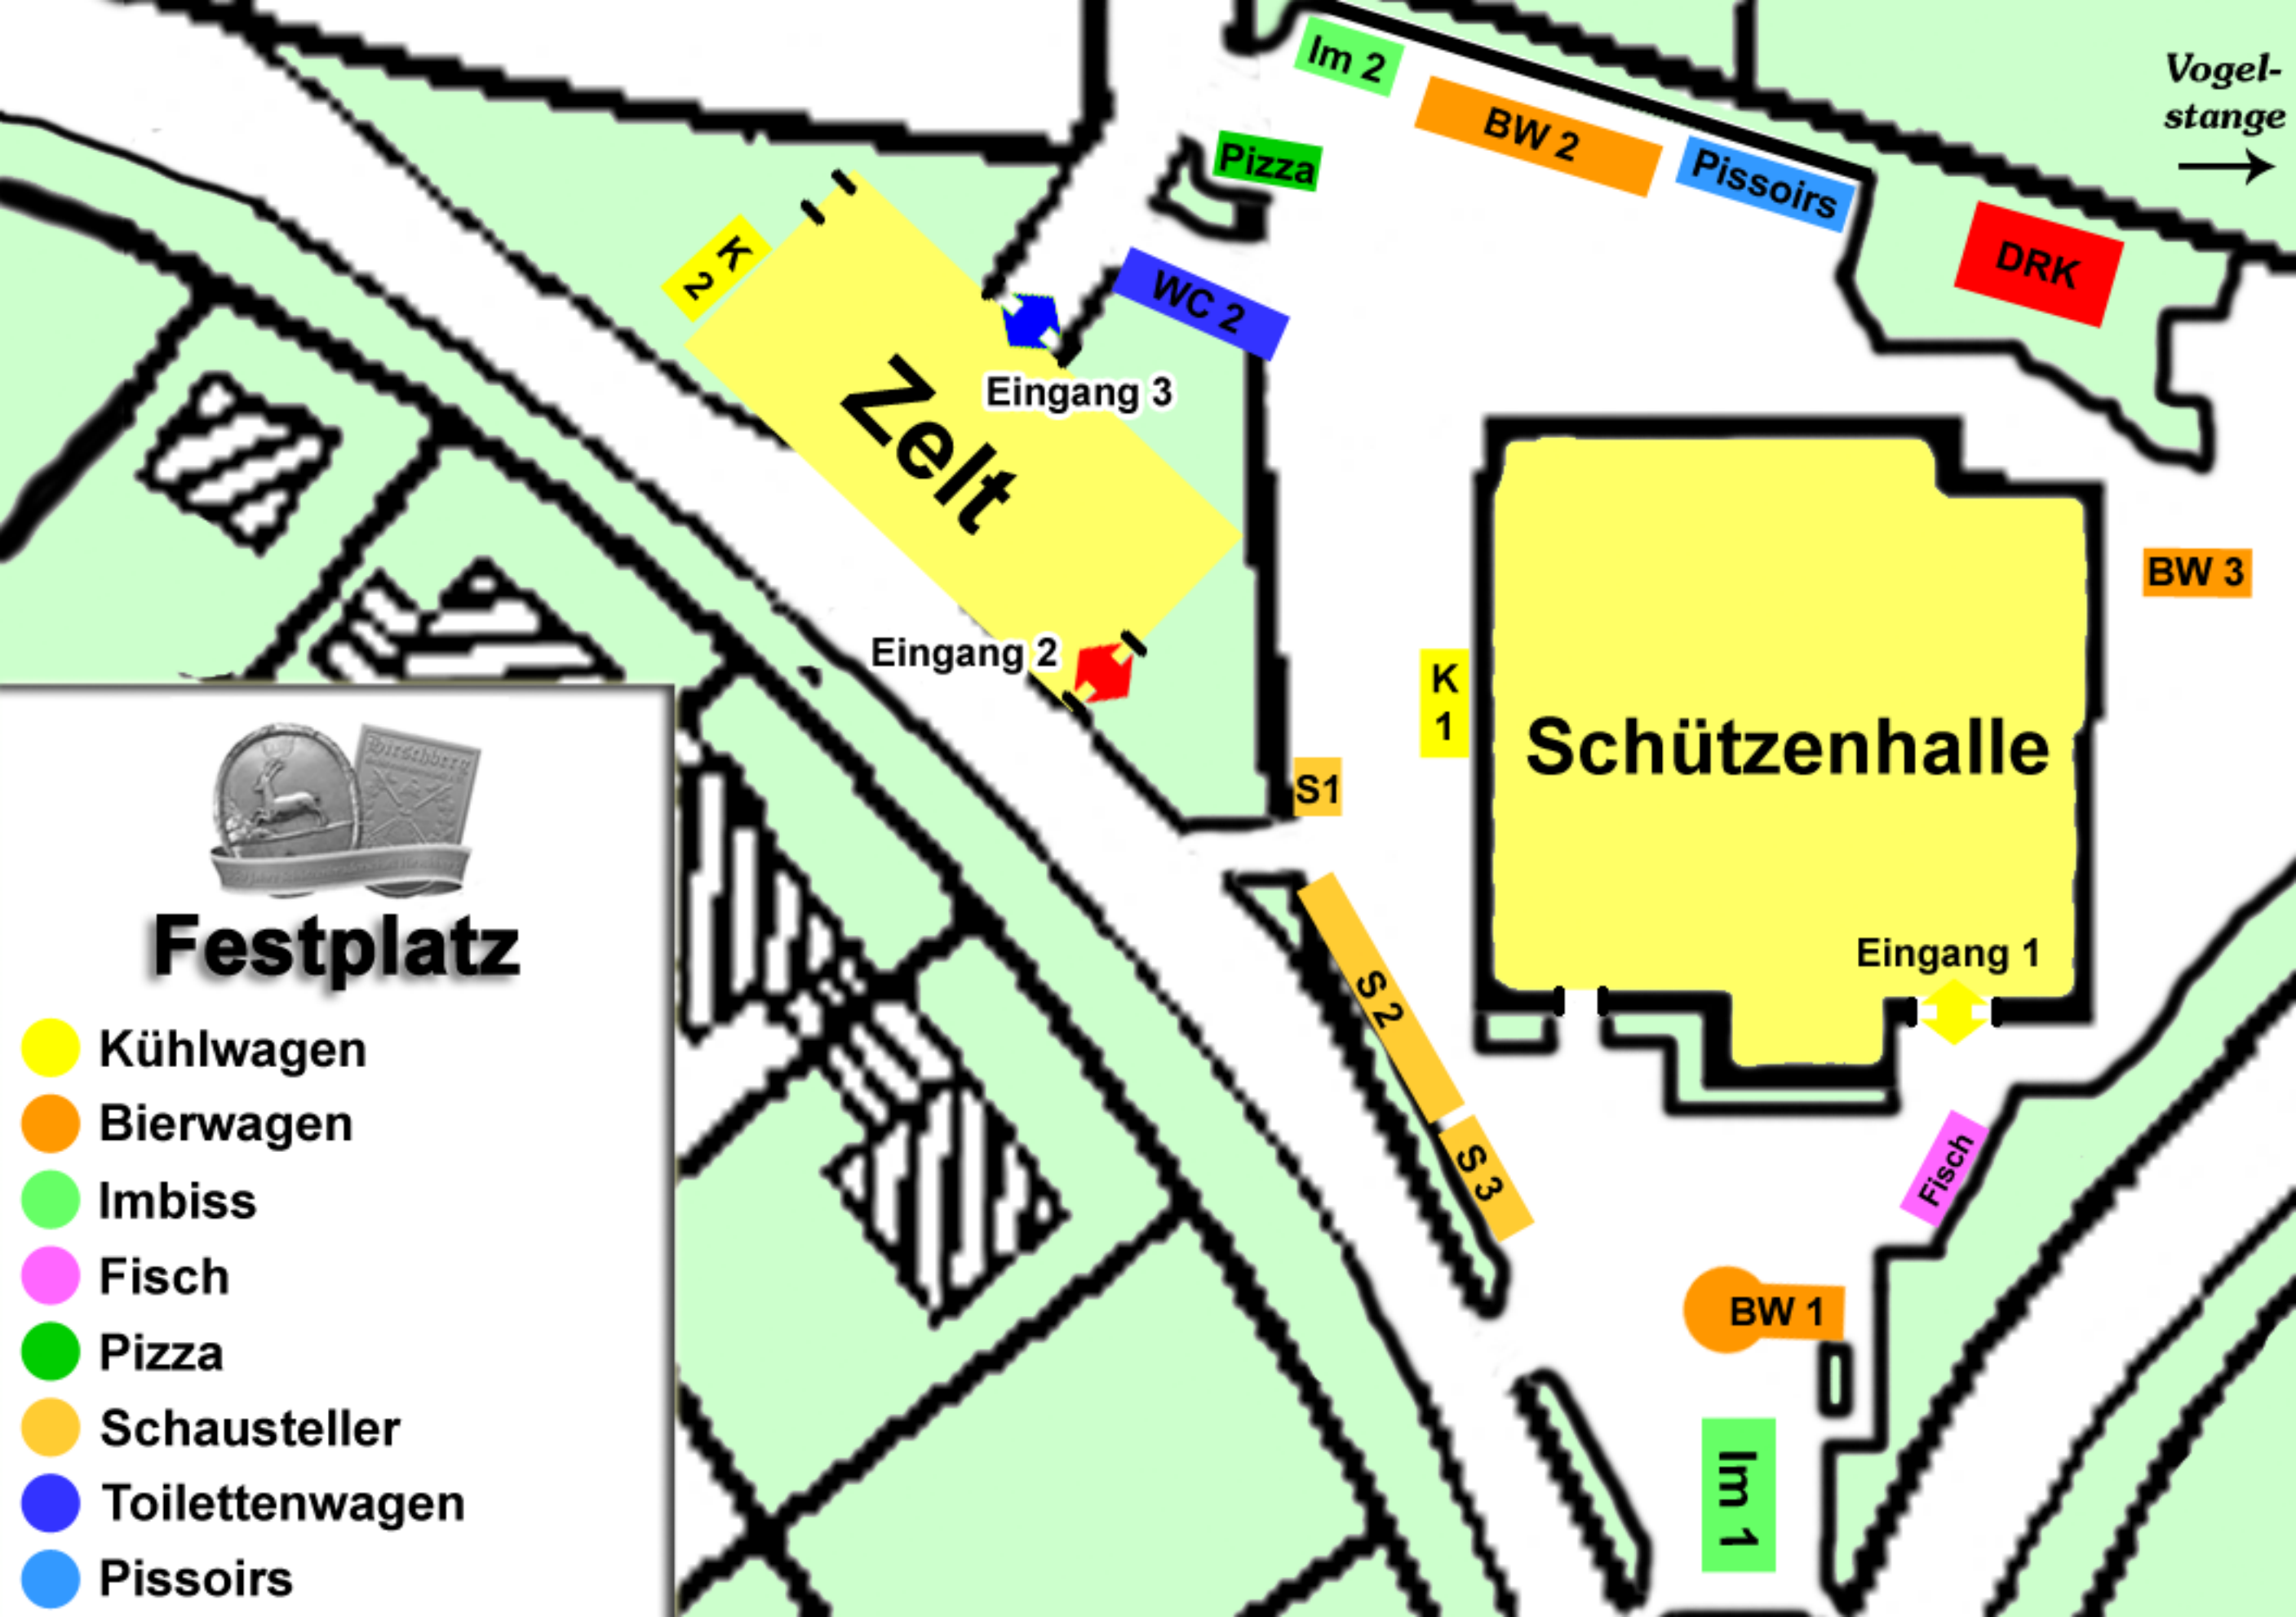 Im 2
Vogel-
stange
BW 2
Pizza
Pissoirs
K
2
WC 2
DRK
Eingang 3
Zelt
BW 3
Eingang 2
K
1
Schützenhalle
S1
Eingang 1
S 2
S 3
Fisch
BW 1
Im 1
Hirschberg
Festplatz
Kühlwagen
Bierwagen
Imbiss
Fisch
Pizza
Schausteller
Toilettenwagen
Pissoirs